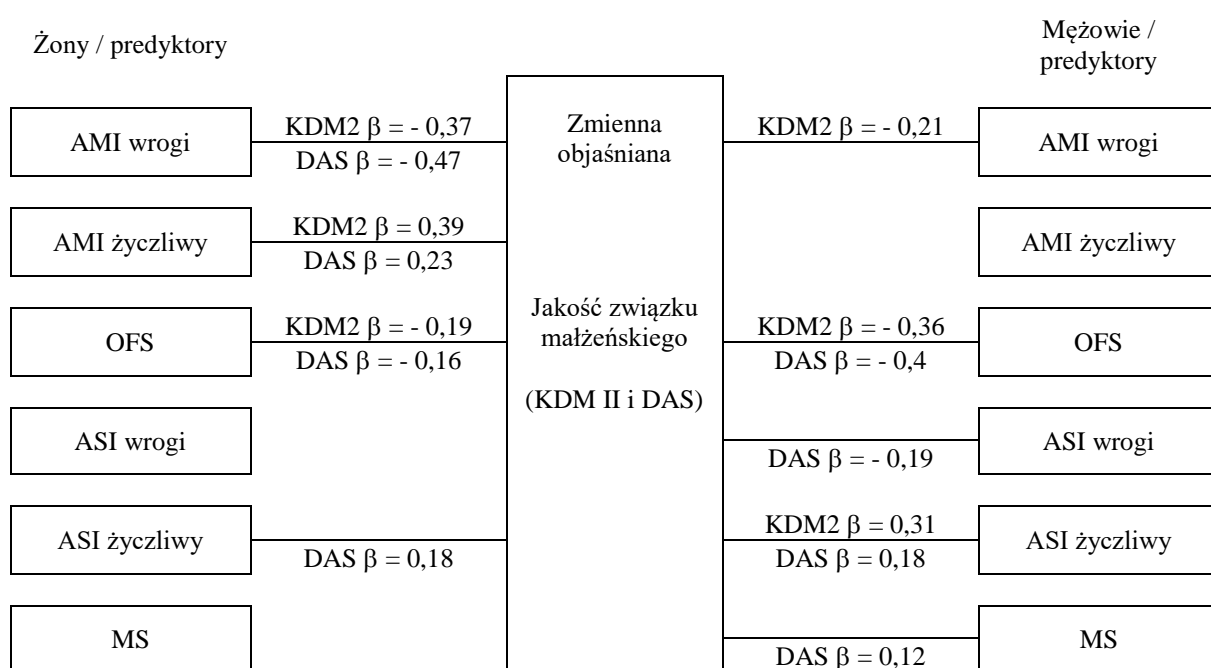 Żony / predyktory
Mężowie /
predyktory
AMI wrogi
KDM2 β = - 0,37
DAS β = - 0,47
Zmienna
objaśniana
KDM2 β = - 0,21
AMI wrogi
AMI życzliwy
KDM2 β = 0,39
DAS β = 0,23
AMI życzliwy
OFS
KDM2 β = - 0,19
DAS β = - 0,16
Jakość związku
małżeńskiego
(KDM II i DAS)
KDM2 β = - 0,36
DAS β = - 0,4
OFS
ASI wrogi
DAS β = - 0,19
ASI wrogi
ASI życzliwy
DAS β = 0,18
KDM2 β = 0,31
DAS β = 0,18
ASI życzliwy
MS
DAS β = 0,12
MS